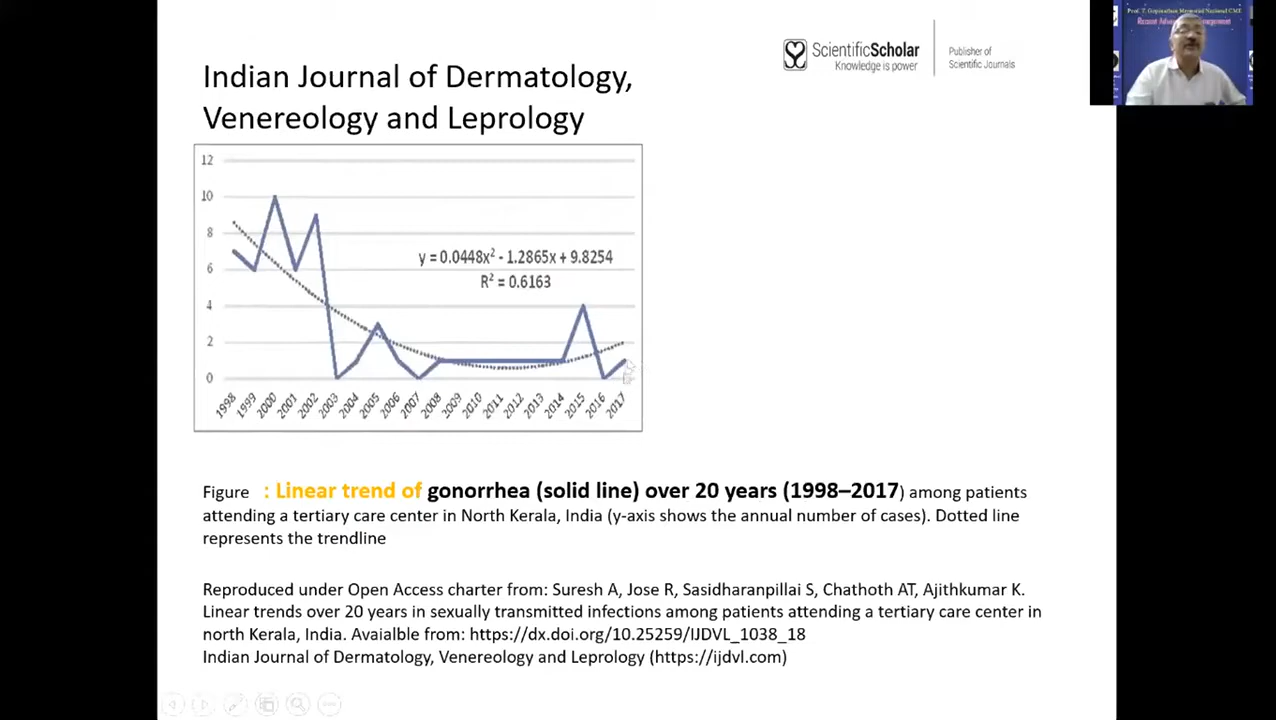 Prof. T. Gopinathan Memorial National CME
ScientificScholar
Knowledge is power
Publisher of
Scientific Journals
Indian Journal of Dermatology,
Venereology and Leprology
12
10
8
6
4
2
0
y = 0.0448x² - 1.2865x + 9.8254
R² = 0.6163
1998 1999 2000 2001 2002 2003 2004 2005 2006 2007 2008 2009 2010 2011 2012 2013 2014 2015 2016 2017
Figure : Linear trend of gonorrhea (solid line) over 20 years (1998–2017) among patients
attending a tertiary care center in North Kerala, India (y-axis shows the annual number of cases). Dotted line
represents the trendline
Reproduced under Open Access charter from: Suresh A, Jose R, Sasidharanpillai S, Chathoth AT, Ajithkumar K.
Linear trends over 20 years in sexually transmitted infections among patients attending a tertiary care center in
north Kerala, India. Avaialble from: https://dx.doi.org/10.25259/IJDVL_1038_18
Indian Journal of Dermatology, Venereology and Leprology (https://ijdvl.com)